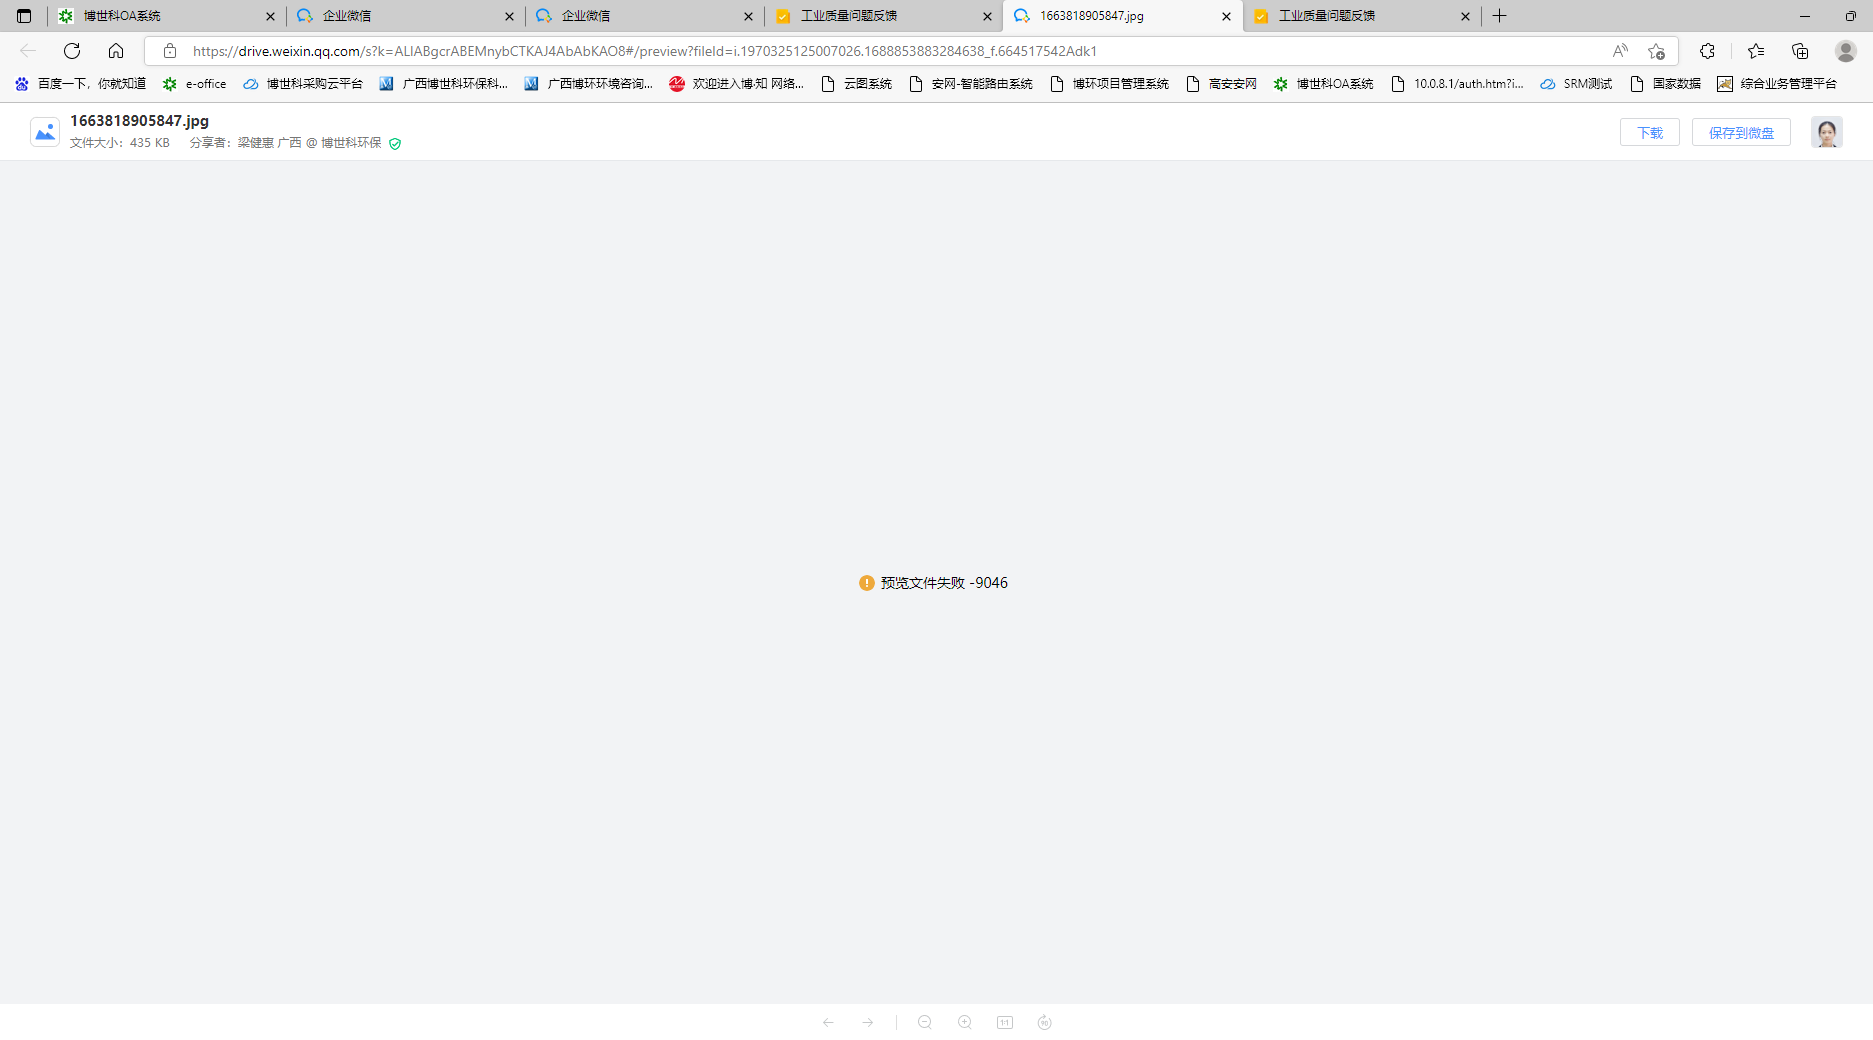 博世科OA系统
企业微信
企业微信
工业质量问题反馈
1663818905847.jpg
工业质量问题反馈
https://drive.weixin.qq.com/s?k=ALIABgcrABEMnybCTKAJ4AbAbKAO8#/preview?fileId=i.1970325125007026.1688853883284638_f.664517542Adk1
百度一下，你就知道
e-office
博世科采购云平台
广西博世科环保科...
广西博环环境咨询...
欢迎进入博·知 网络...
云图系统
安网-智能路由系统
博环项目管理系统
高安安网
博世科OA系统
10.0.8.1/auth.htm?i...
SRM测试
国家数据
综合业务管理平台
1663818905847.jpg
文件大小：435 KB 分享者：梁健惠 广西 @ 博世科环保
下载
保存到微盘
预览文件失败 -9046
1:1
90